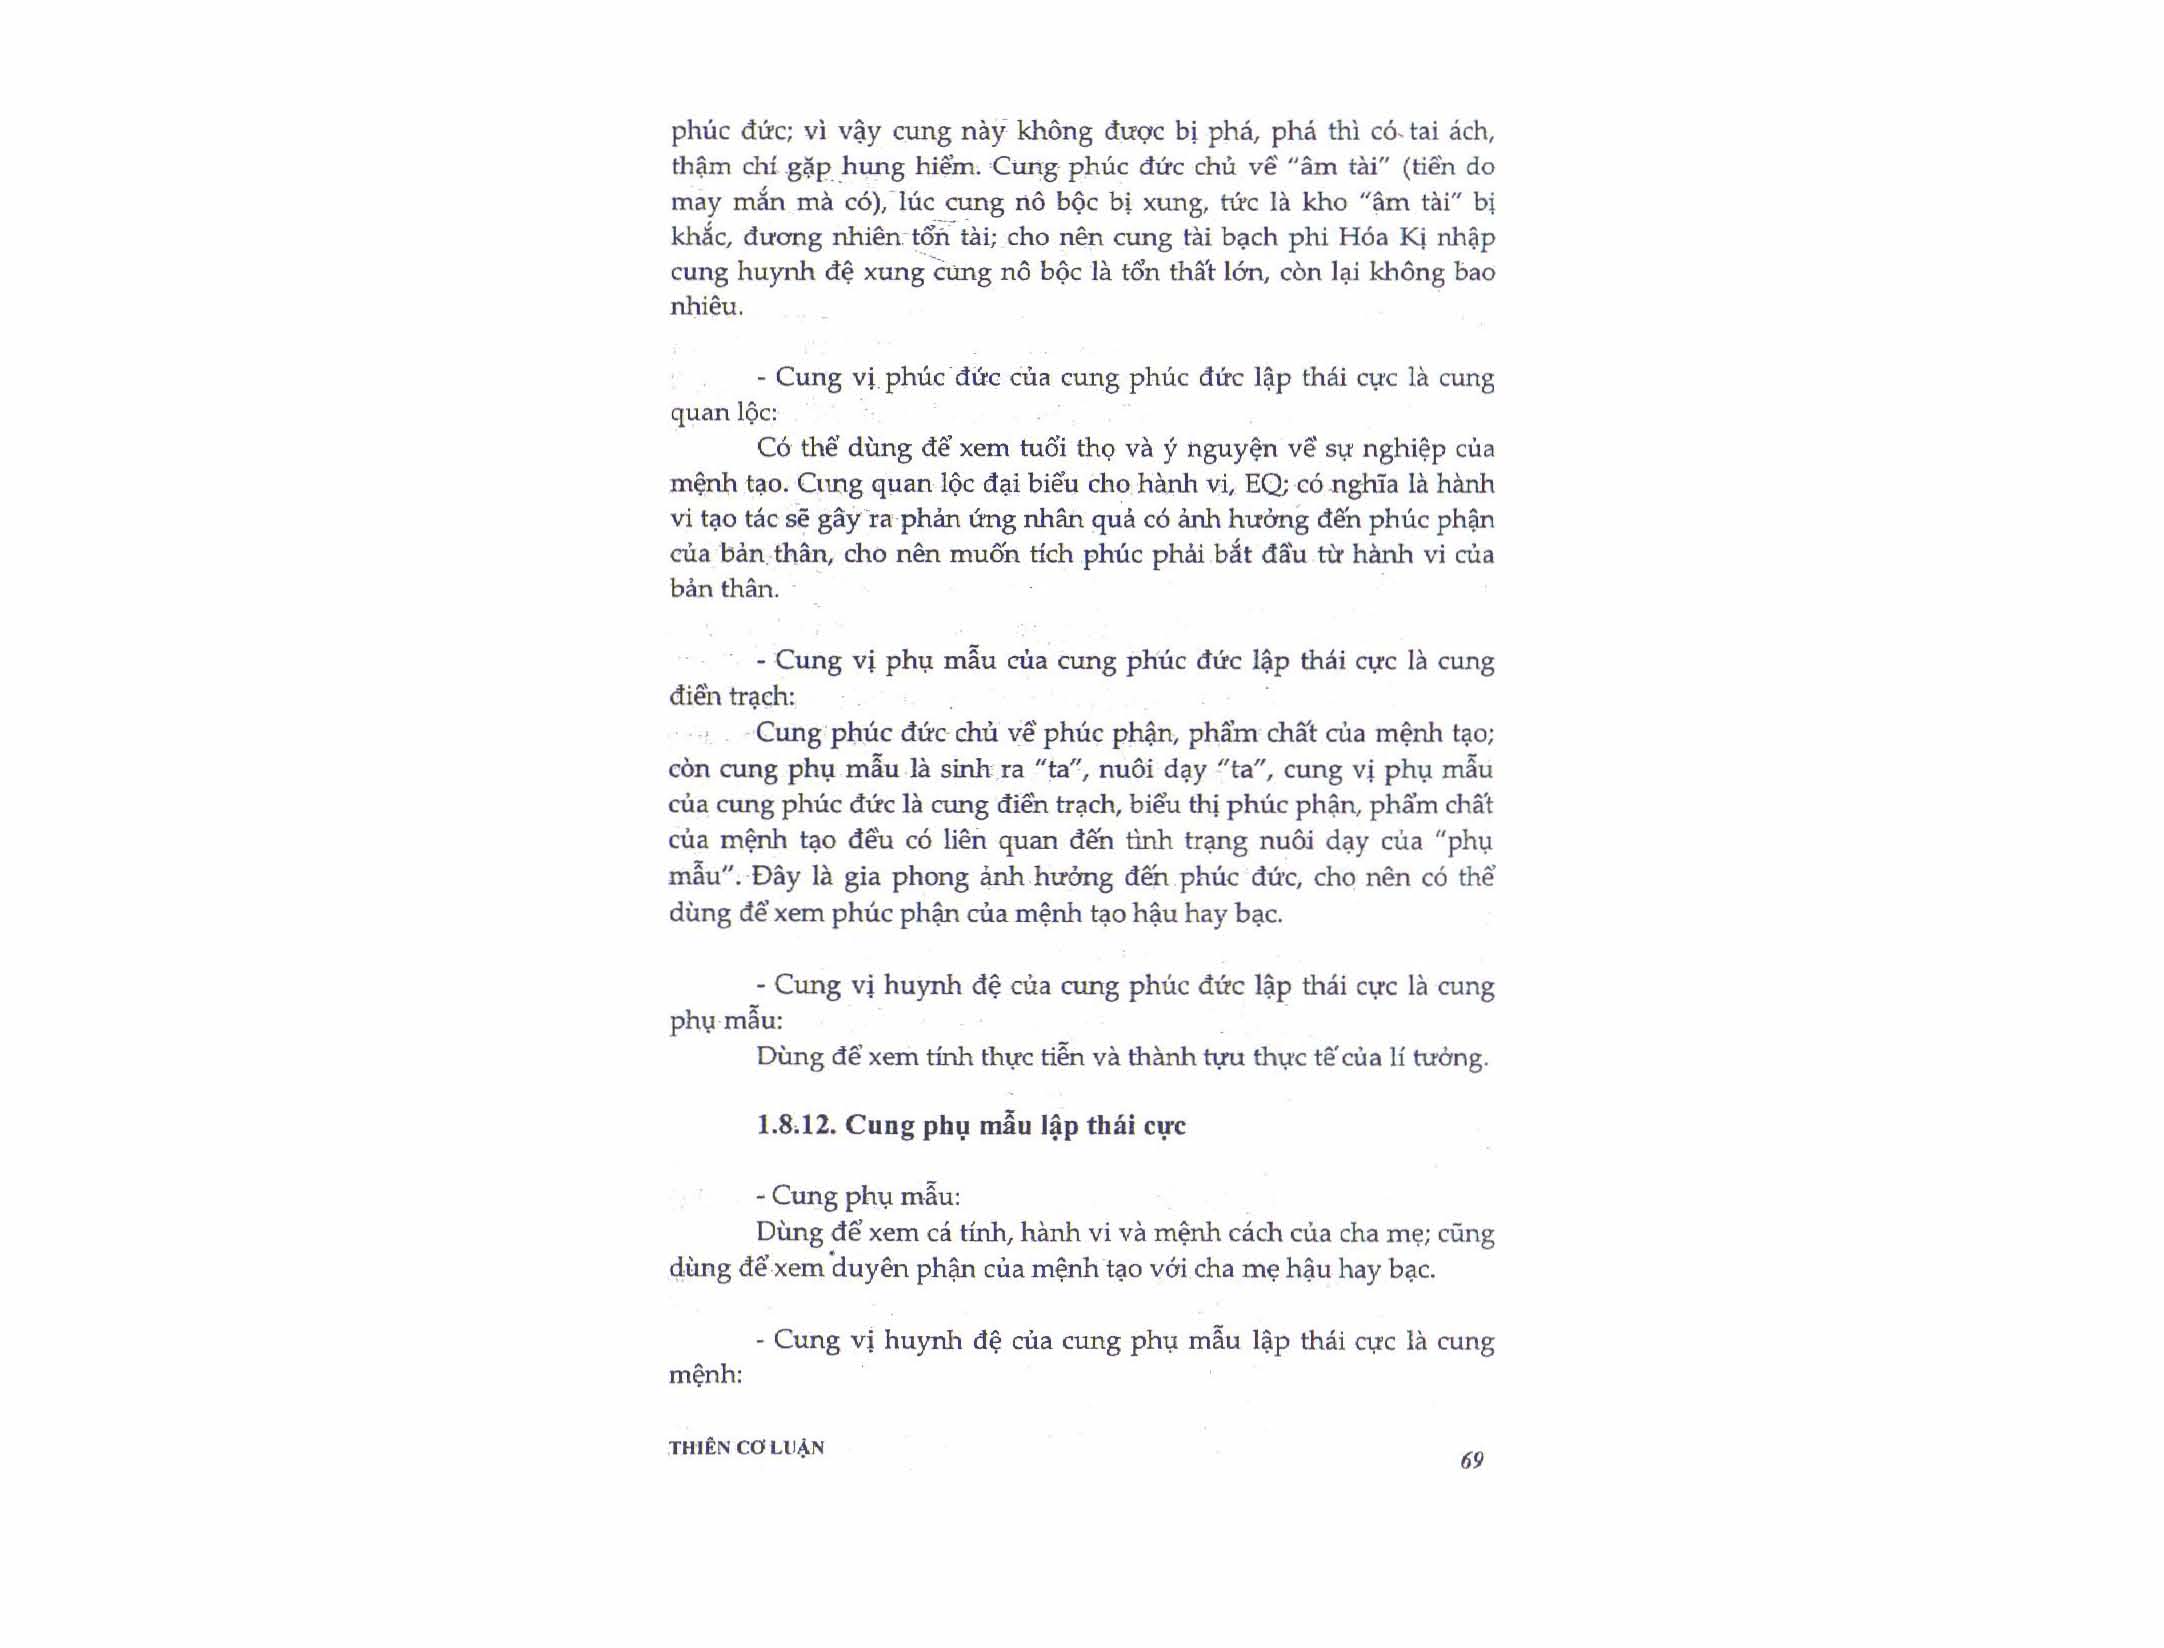 phúc đức; vì vậy cung này không được bị phá, phá thì có tai ách,
thậm chí gặp hung hiểm. Cung phúc đức chủ về "âm tài" (tiền do
may mắn mà có), lúc cung nô bộc bị xung, tức là kho "âm tài" bị
khắc, đương nhiên tổn tài; cho nên cung tài bạch phi Hóa Kị nhập
cung huynh đệ xung cung nô bộc là tổn thất lớn, còn lại không bao
nhiêu.
- Cung vị phúc đức của cung phúc đức lập thái cực là cung
quan lộc:
Có thể dùng để xem tuổi thọ và ý nguyện về sự nghiệp của
mệnh tạo. Cung quan lộc đại biểu cho hành vi, EQ; có nghĩa là hành
vi tạo tác sẽ gây ra phản ứng nhân quả có ảnh hưởng đến phúc phận
của bản thân, cho nên muốn tích phúc phải bắt đầu từ hành vi của
bản thân.
- Cung vị phụ mẫu của cung phúc đức lập thái cực là cung
điền trạch:
Cung phúc đức chủ về phúc phận, phẩm chất của mệnh tạo;
còn cung phụ mẫu là sinh ra "ta", nuôi dạy "ta", cung vị phụ mẫu
của cung phúc đức là cung điền trạch, biểu thị phúc phận, phẩm chất
của mệnh tạo đều có liên quan đến tình trạng nuôi dạy của "phụ
mẫu". Đây là gia phong ảnh hưởng đến phúc đức, cho nên có thể
dùng để xem phúc phận của mệnh tạo hậu hay bạc.
- Cung vị huynh đệ của cung phúc đức lập thái cực là cung
phụ mẫu:
Dùng để xem tính thực tiễn và thành tựu thực tế của lí tưởng.
1.8.12. Cung phụ mẫu lập thái cực
- Cung phụ mẫu:
Dùng để xem cá tính, hành vi và mệnh cách của cha mẹ; cũng
dùng để xem duyên phận của mệnh tạo với cha mẹ hậu hay bạc.
- Cung vị huynh đệ của cung phụ mẫu lập thái cực là cung
mệnh:
THIÊN CƠ LUẬN
69